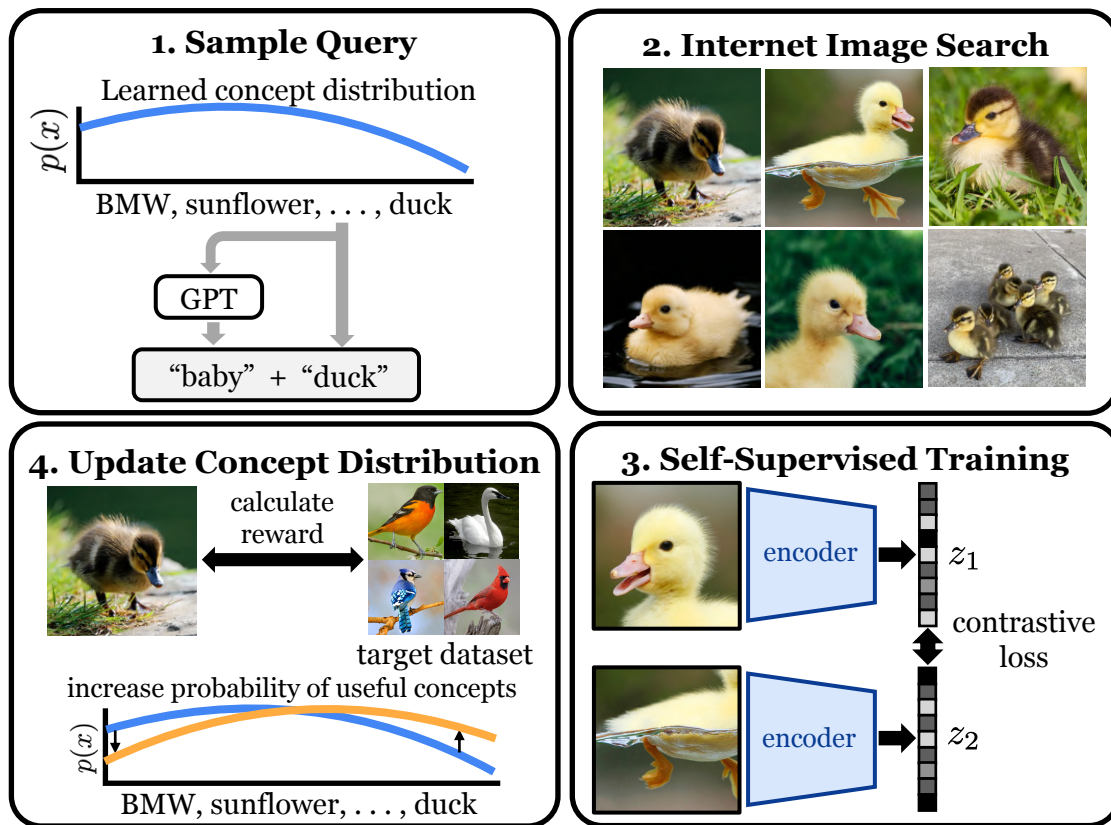 1. Sample Query
Learned concept distribution
p(x)
BMW, sunflower, . . . , duck
GPT
“baby” + “duck”
2. Internet Image Search
3. Self-Supervised Training
encoder
z1
contrastive
loss
encoder
z2
4. Update Concept Distribution
calculate
reward
target dataset
increase probability of useful concepts
p(x)
BMW, sunflower, . . . , duck